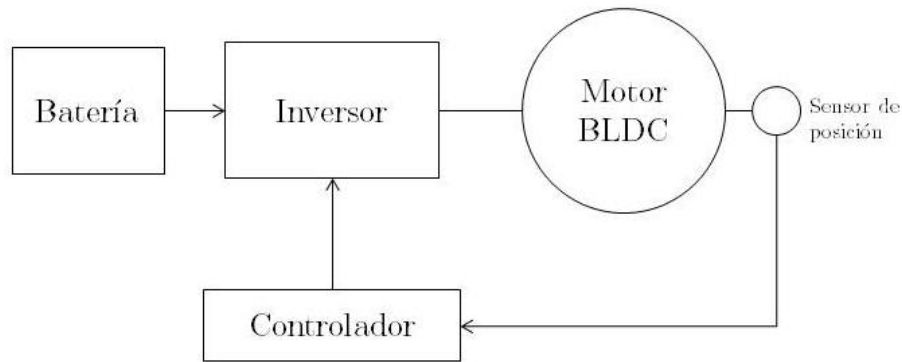 Batería
Inversor
Motor
BLDC
Sensor de
posición
Controlador